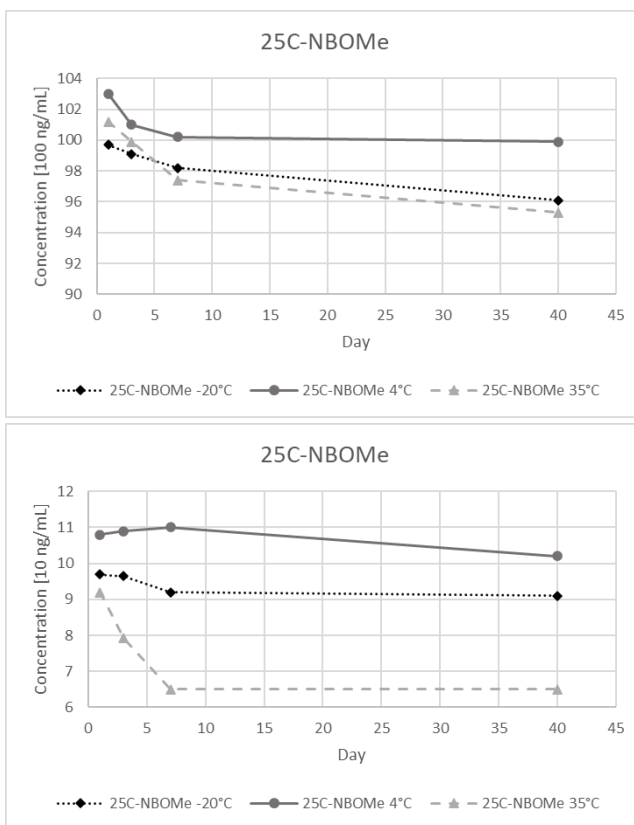 25C-NBOMe
Concentration [100 ng/mL]
104
102
100
98
96
94
92
90
0 5 10 15 20 25 30 35 40 45
Day
25C-NBOMe -20°C 25C-NBOMe 4°C 25C-NBOMe 35°C
25C-NBOMe
Concentration [10 ng/mL]
12
11
10
9
8
7
6
0 5 10 15 20 25 30 35 40 45
Day
25C-NBOMe -20°C 25C-NBOMe 4°C 25C-NBOMe 35°C